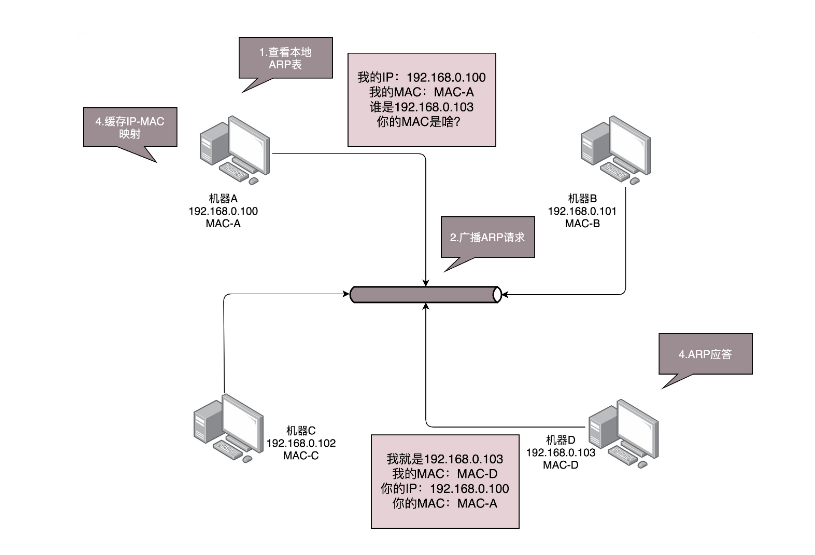 1.查看本地
ARP表
我的IP：192.168.0.100
我的MAC：MAC-A
谁是192.168.0.103
你的MAC是啥?
4.缓存IP-MAC
映射
机器A
192.168.0.100
MAC-A
机器B
192.168.0.101
MAC-B
2.广播ARP请求
4.ARP应答
机器C
192.168.0.102
MAC-C
机器D
192.168.0.103
MAC-D
我就是192.168.0.103
我的MAC：MAC-D
你的IP：192.168.0.100
你的MAC：MAC-A